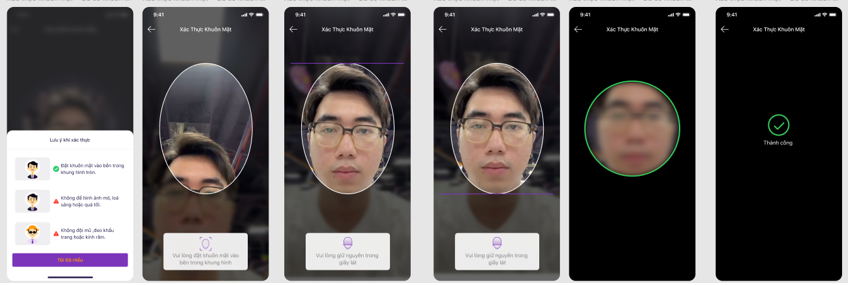 9:41
Xác Thực Khuôn Mặt
9:41
Xác Thực Khuôn Mặt
9:41
Xác Thực Khuôn Mặt
9:41
Xác Thực Khuôn Mặt
9:41
Xác Thực Khuôn Mặt
Lưu ý khi xác thực
Đặt khuôn mặt vào bên trong
khung hình tròn.
Không để hình ảnh mờ, loá
sáng hoặc quá tối.
Không đội mũ ,đeo khẩu
trang hoặc kính râm.
Tôi đã hiểu
Vui lòng đặt khuôn mặt vào
bên trong khung hình
Vui lòng giữ nguyên trong
giây lát
Vui lòng giữ nguyên trong
giây lát
Thành công